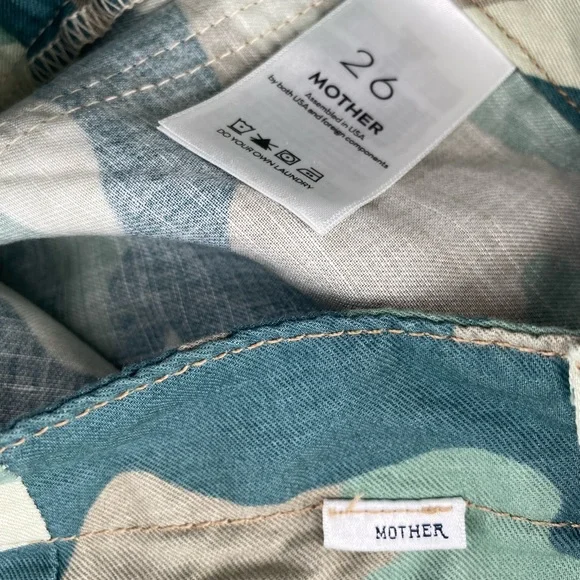 26
MOTHER
Assembled in USA
by both USA and foreign components
DO YOUR OWN LAUNDRY
MOTHER